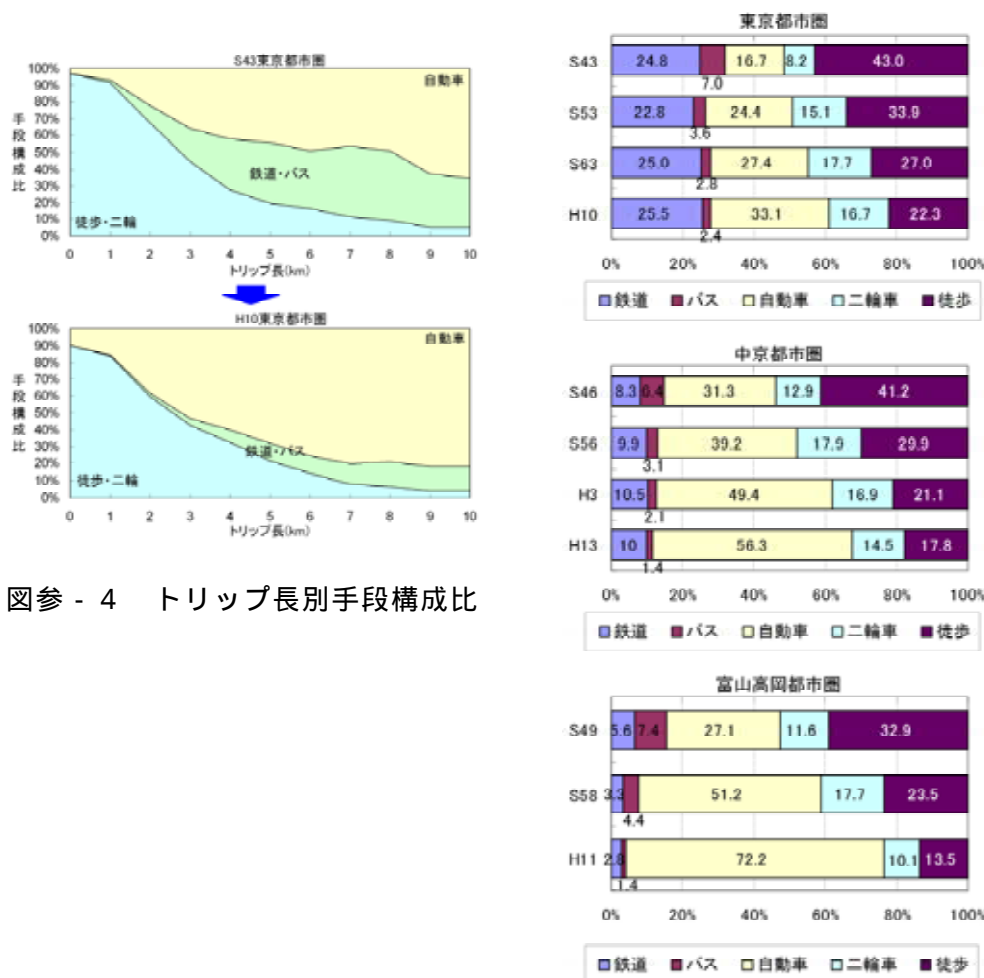 S43東京都市圏
100%
90%
80%
70%
60%
50%
40%
30%
20%
10%
0%
手段構成比
自動車
鉄道・バス
徒歩・二輪
0 1 2 3 4 5 6 7 8 9 10
トリップ長(km)
H10東京都市圏
100%
90%
80%
70%
60%
50%
40%
30%
20%
10%
0%
手段構成比
自動車
鉄道・バス
徒歩・二輪
0 1 2 3 4 5 6 7 8 9 10
トリップ長(km)
図参 - 4 トリップ長別手段構成比
東京都市圏
S43 24.8 16.7 8.2 43.0
7.0
S53 22.8 24.4 15.1 33.9
3.6
S63 25.0 27.4 17.7 27.0
2.8
H10 25.5 33.1 16.7 22.3
2.4
0% 20% 40% 60% 80% 100%
鉄道 バス 自動車 二輪車 徒歩
中京都市圏
S46 8.3 6.4 31.3 12.9 41.2
S56 9.9 39.2 17.9 29.9
3.1
H3 10.5 49.4 16.9 21.1
2.1
H13 10 56.3 14.5 17.8
1.4
0% 20% 40% 60% 80% 100%
鉄道 バス 自動車 二輪車 徒歩
富山高岡都市圏
S49 5.6 7.4 27.1 11.6 32.9
S58 3.3 51.2 17.7 23.5
4.4
H11 2.8 72.2 10.1 13.5
1.4
0% 20% 40% 60% 80% 100%
鉄道 バス 自動車 二輪車 徒歩